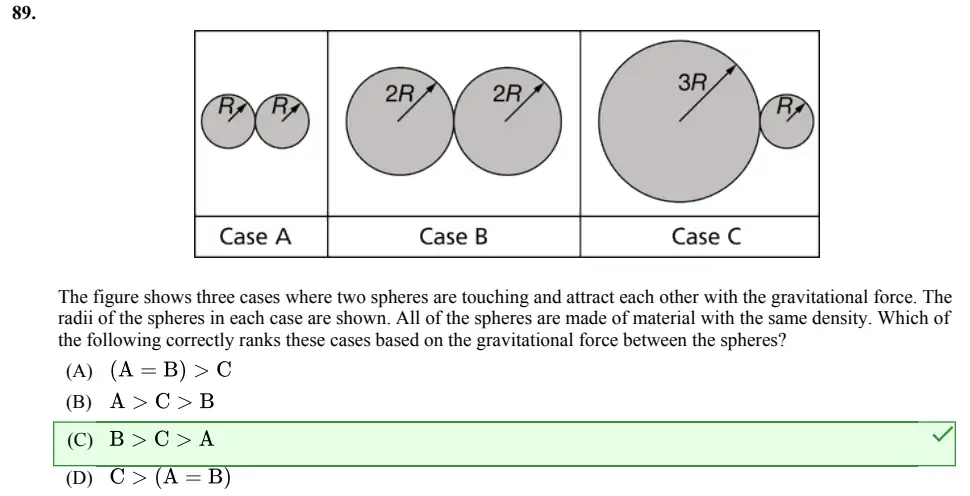 89.
R R 2R 2R 3R R
Case A Case B Case C
The figure shows three cases where two spheres are touching and attract each other with the gravitational force. The
radii of the spheres in each case are shown. All of the spheres are made of material with the same density. Which of
the following correctly ranks these cases based on the gravitational force between the spheres?
(A) (A = B) > C
(B) A > C > B
(C) B > C > A
(D) C > (A = B)